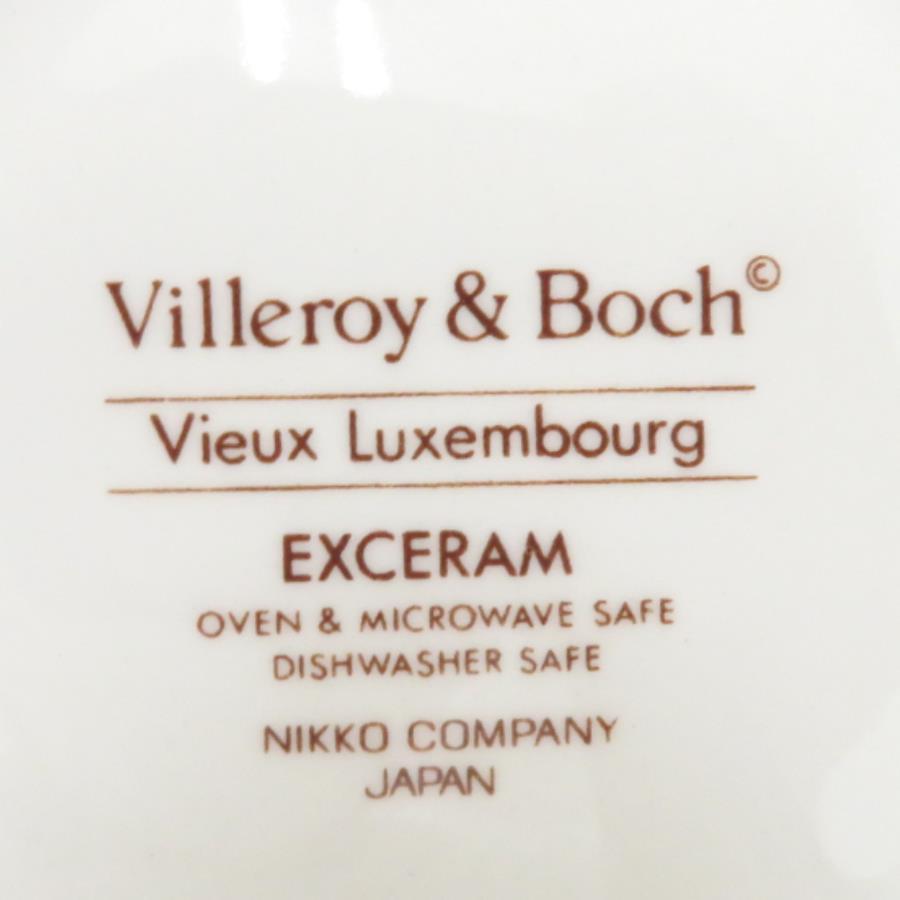 Villeroy & Boch©
Vieux Luxembourg
EXCERAM
OVEN & MICROWAVE SAFE
DISHWASHER SAFE
NIKKO COMPANY
JAPAN